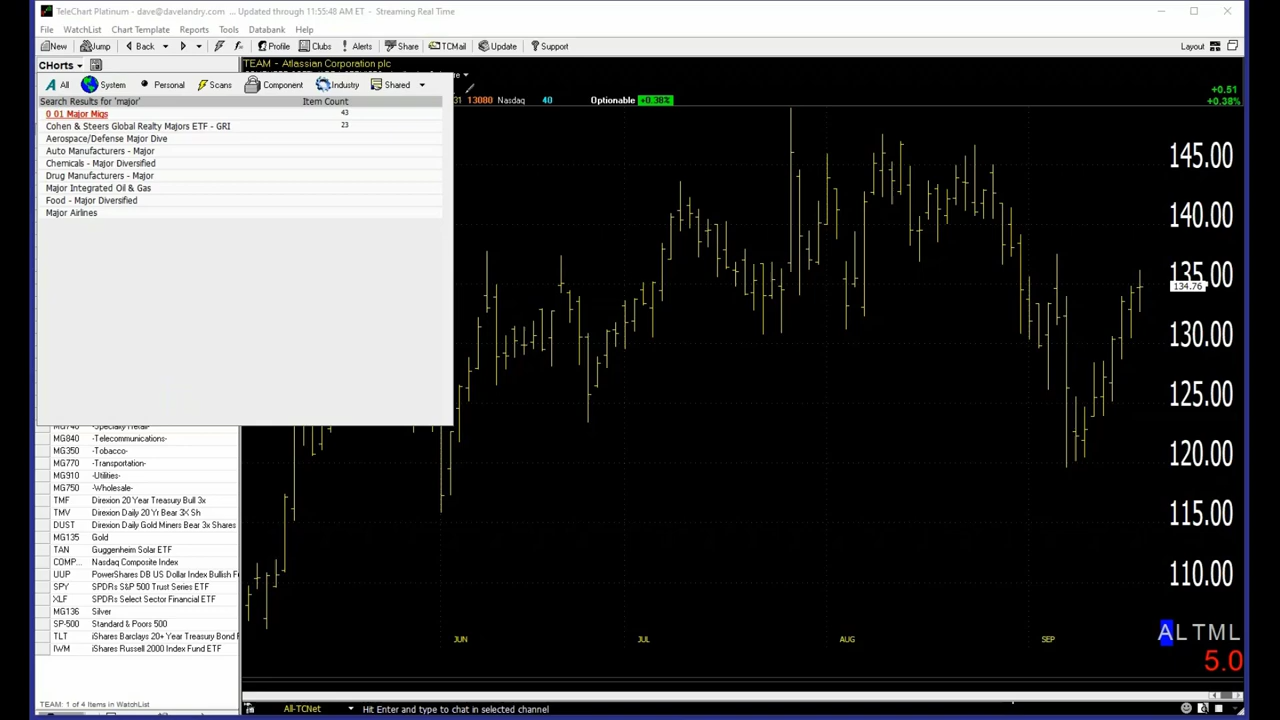 TeleChart Platinum - dave@davelandry.com ... Updated through 11:55:48 AM ET - Streaming Real Time
File WatchList Chart Template Reports Tools Databank Help
New Jump Back Profile Clubs Alerts Share TCMail Update Support Layout
CHorts
TEAM - Atlassian Corporation plc
+0.51
All System Personal Scans Component Industry Shared
31 13080 Nasdaq 40 Optionable +0.38%
+0.38%
Search Results for 'major' Item Count
0 01 Major Migs 43
Cohen & Steers Global Realty Majors ETF - GRI 23
Aerospace/Defense Major Dive
Auto Manufacturers - Major
Chemicals - Major Diversified
Drug Manufacturers - Major
Major Integrated Oil & Gas
Food - Major Diversified
Major Airlines
145.00
140.00
135.00
134.76
130.00
125.00
120.00
115.00
110.00
MG740 -Specialty Retail-
MG840 -Telecommunications-
MG350 -Tobacco-
MG770 -Transportation-
MG910 -Utilities-
MG750 -Wholesale-
TMF Direxion 20 Year Treasury Bull 3x
TMV Direxion Daily 20 Yr Bear 3X Sh
DUST Direxion Daily Gold Miners Bear 3x Shares
MG135 Gold
TAN Guggenheim Solar ETF
COMP... Nasdaq Composite Index
UUP PowerShares DB US Dollar Index Bullish F
SPY SPDRs S&P 500 Trust Series ETF
XLF SPDRs Select Sector Financial ETF
MG136 Silver
SP-500 Standard & Poors 500
TLT iShares Barclays 20+ Year Treasury Bond F
IWM iShares Russell 2000 Index Fund ETF
JUN JUL AUG SEP
A L T M L
5.0
TEAM: 1 of 4 Items in WatchList
All-TCNet Hit Enter and type to chat in selected channel